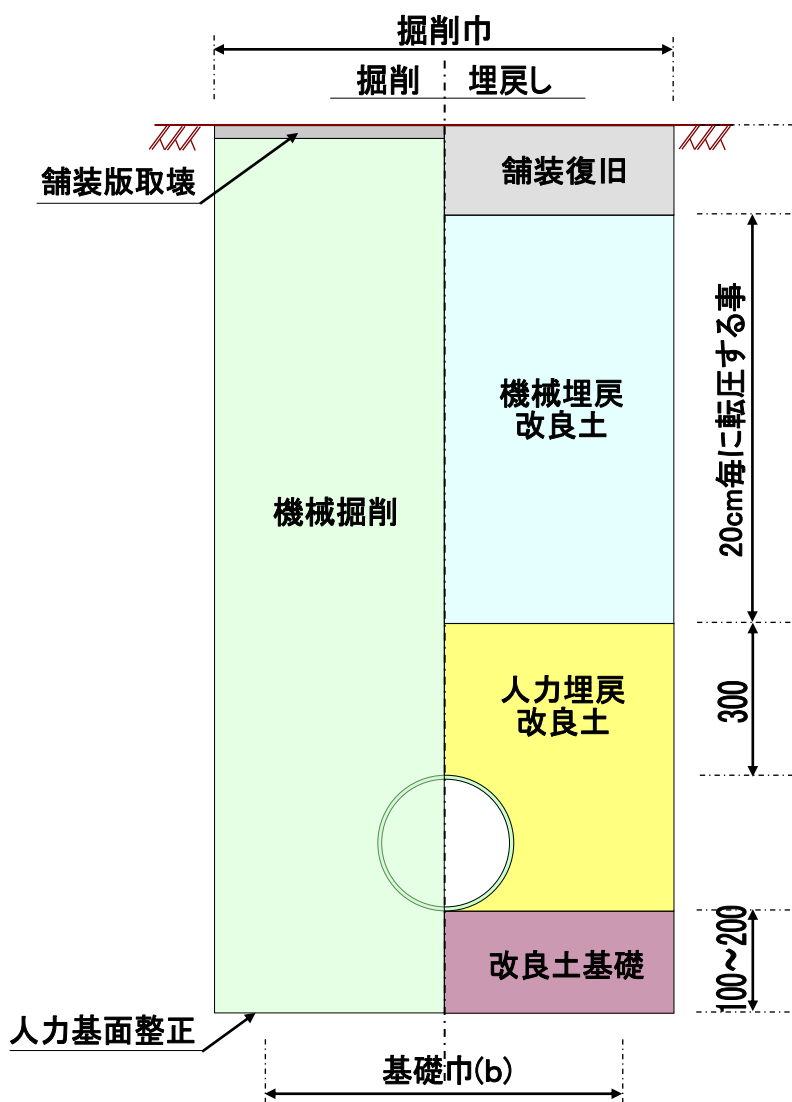 掘削巾
掘削
埋戻し
舗装版取壊
舗装復旧
機械埋戻
改良土
20cm毎に転圧する事
機械掘削
人力埋戻
改良土
300
改良土基礎
100~200
人力基面整正
基礎巾(b)